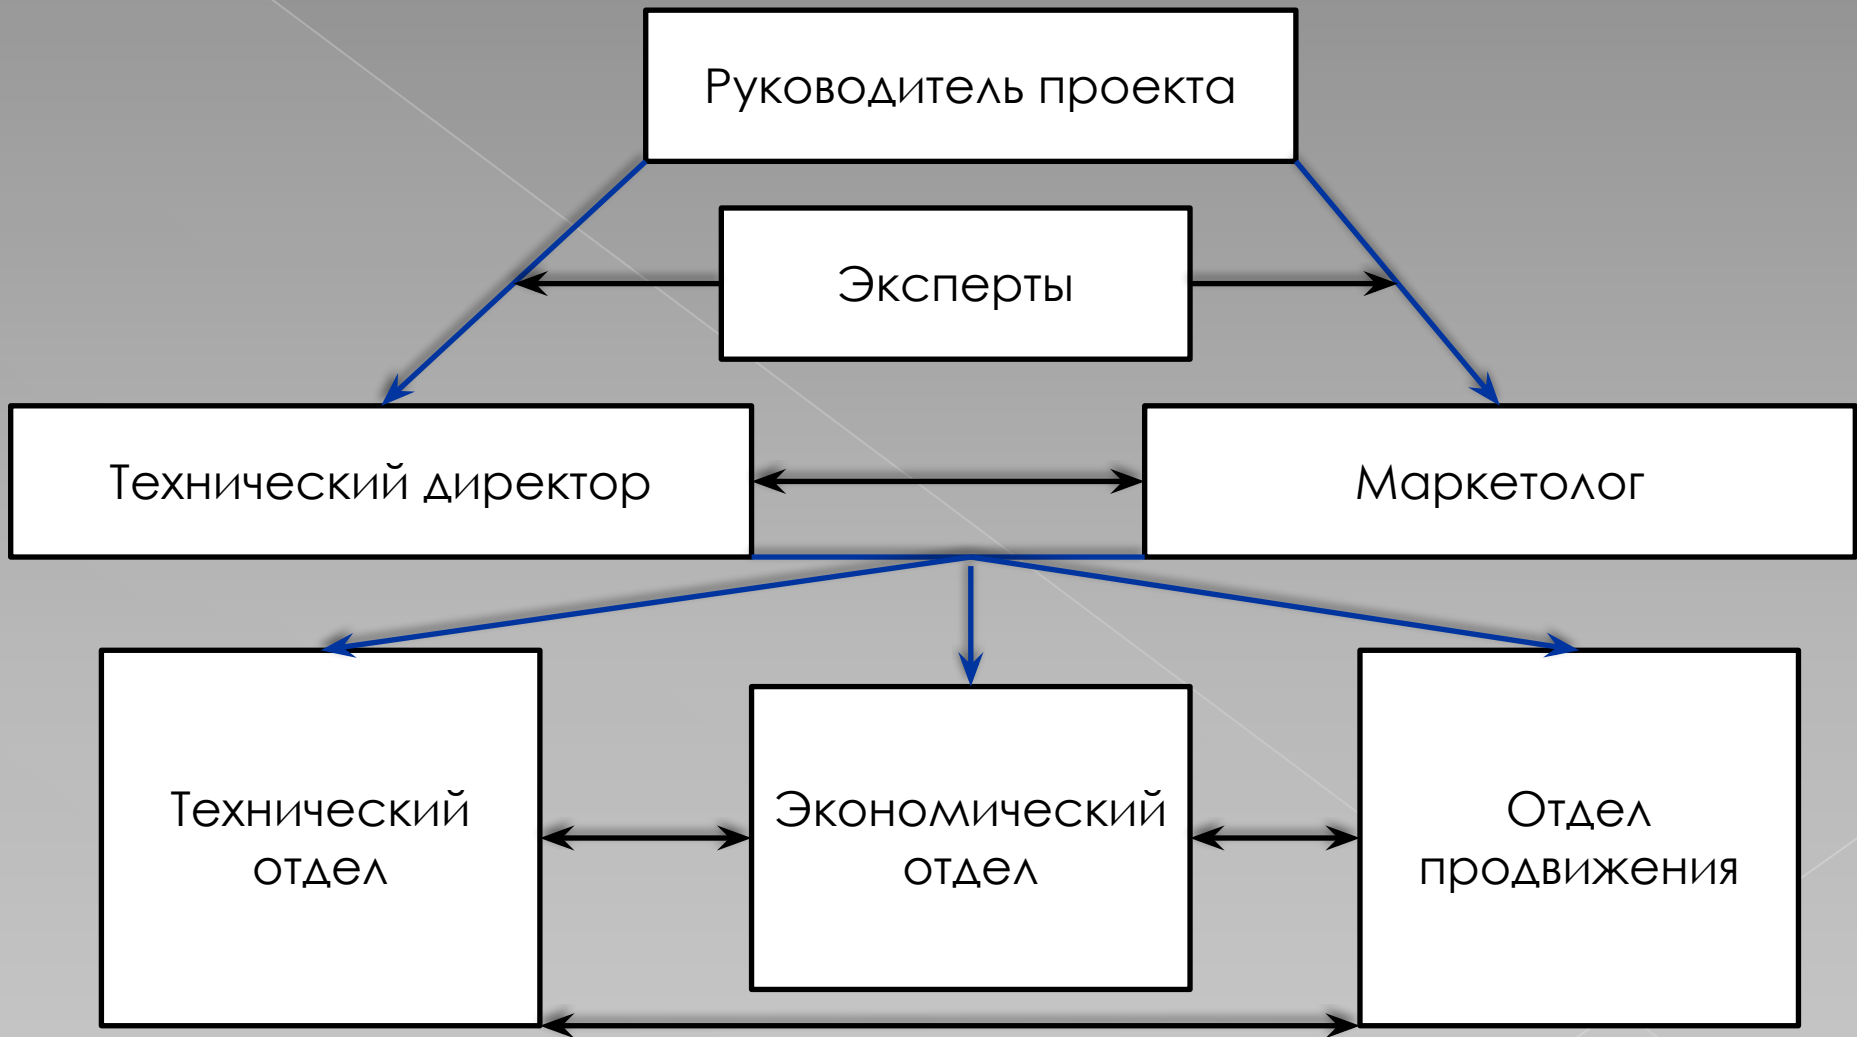 Руководитель проекта
Эксперты
Технический директор
Маркетолог
Технический
отдел
Экономический
отдел
Отдел
продвижения